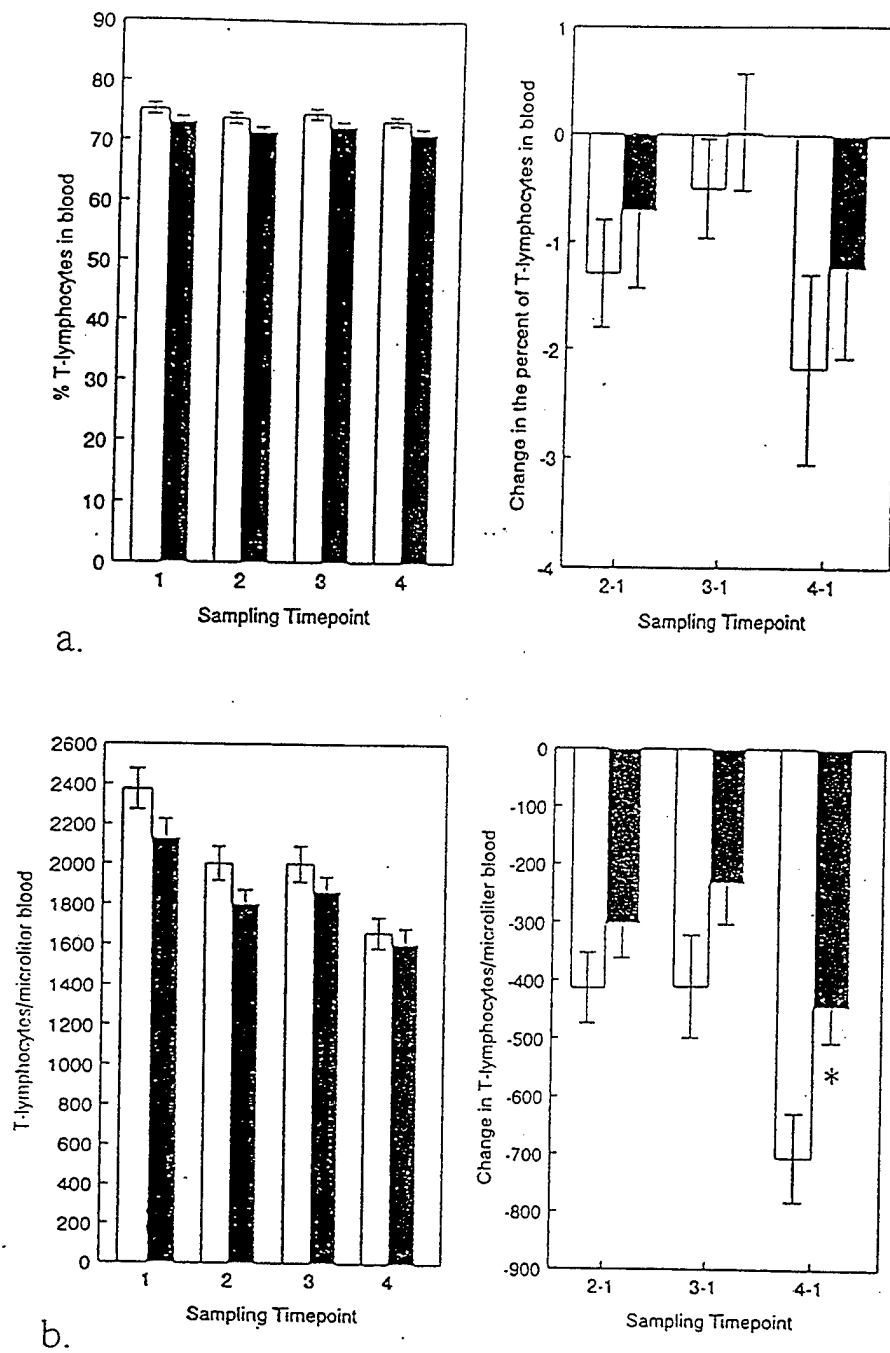 % T-lymphocytes in blood
90
80
70
60
50
40
30
20
10
0
1 2 3 4
Sampling Timepoint
a.
Change in the percent of T-lymphocytes in blood
1
0
-1
-2
-3
-4
2-1 3-1 4-1
Sampling Timepoint
T-lymphocytes/microliter blood
2600
2400
2200
2000
1800
1600
1400
1200
1000
800
600
400
200
0
1 2 3 4
Sampling Timepoint
b.
Change in T-lymphocytes/microliter blood
0
-100
-200
-300
-400
-500
-600
-700
-800
-900
*
2-1 3-1 4-1
Sampling Timepoint